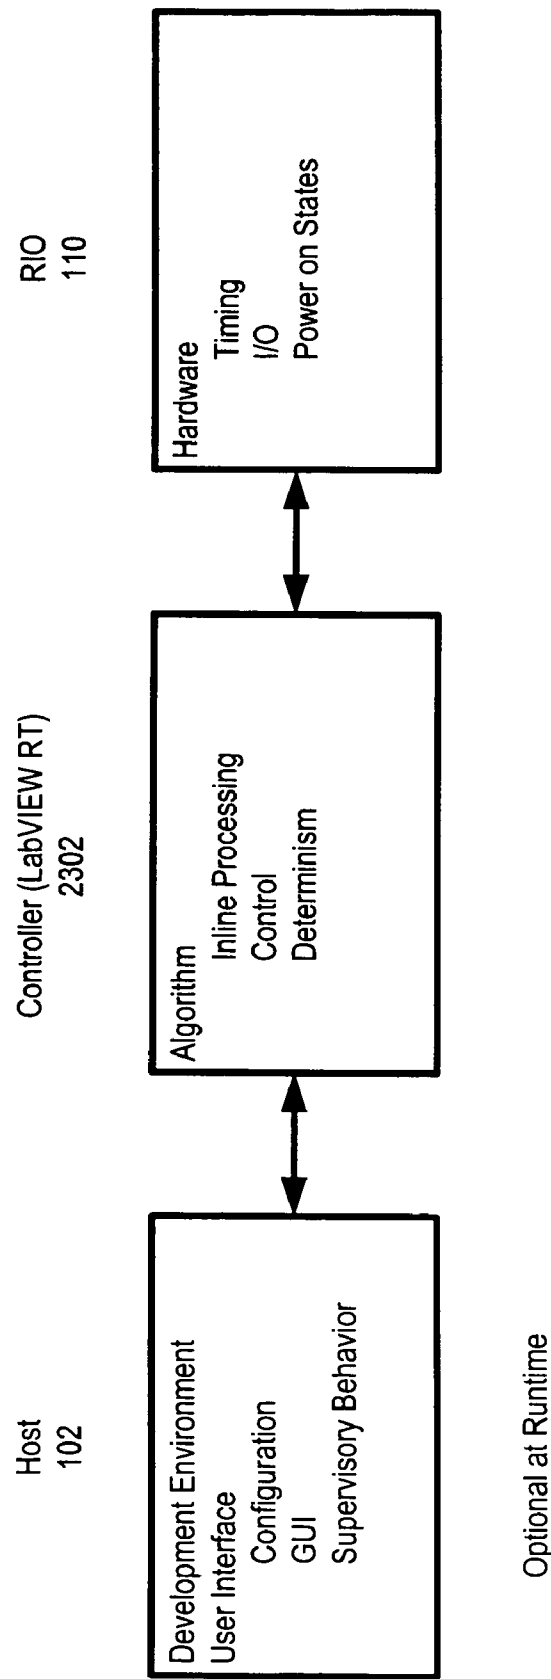 Host
102
Development Environment
User Interface
Configuration
GUI
Supervisory Behavior
Optional at Runtime
Controller (LabVIEW RT)
2302
Algorithm
Inline Processing
Control
Determinism
RIO
110
Hardware
Timing
I/O
Power on States